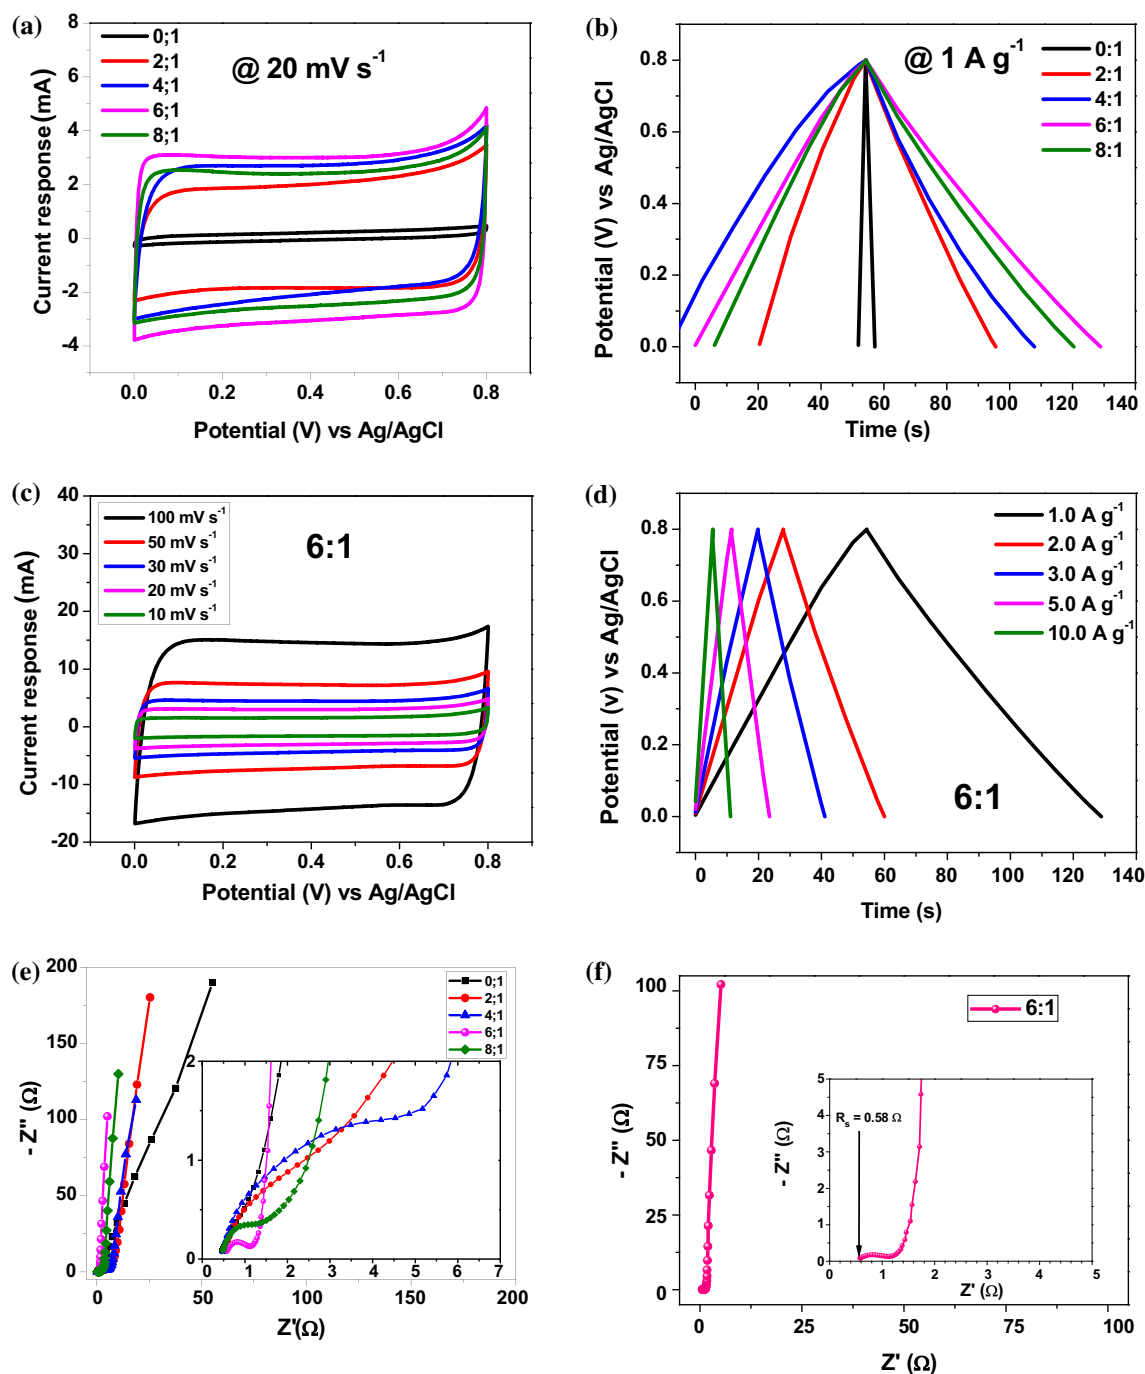 (a)
0;1
2;1
4;1
6;1
8;1
@ 20 mV s⁻¹
Current response (mA)
8
6
4
2
0
-2
-4
0.0 0.2 0.4 0.6 0.8
Potential (V) vs Ag/AgCl
(b)
@ 1 A g⁻¹
0:1
2:1
4:1
6:1
8:1
Potential (V) vs Ag/AgCl
0.8
0.6
0.4
0.2
0.0
0 20 40 60 80 100 120 140
Time (s)
(c)
100 mV s⁻¹
50 mV s⁻¹
30 mV s⁻¹
20 mV s⁻¹
10 mV s⁻¹
6:1
Current response (mA)
40
30
20
10
0
-10
-20
0.0 0.2 0.4 0.6 0.8
Potential (V) vs Ag/AgCl
(d)
1.0 A g⁻¹
2.0 A g⁻¹
3.0 A g⁻¹
5.0 A g⁻¹
10.0 A g⁻¹
6:1
Potential (v) vs Ag/AgCl
0.8
0.6
0.4
0.2
0.0
0 20 40 60 80 100 120 140
Time (s)
(e)
0;1
2;1
4;1
6;1
8;1
- Z'' (Ω)
200
150
100
50
0
0 50 100 150 200
Z'(Ω)
2
1
0
0 1 2 3 4 5 6 7
(f)
6:1
- Z'' (Ω)
100
75
50
25
0
0 25 50 75 100
Z' (Ω)
Rₛ = 0.58 Ω
- Z'' (Ω)
5
4
3
2
1
0
0 1 2 3 4 5
Z' (Ω)